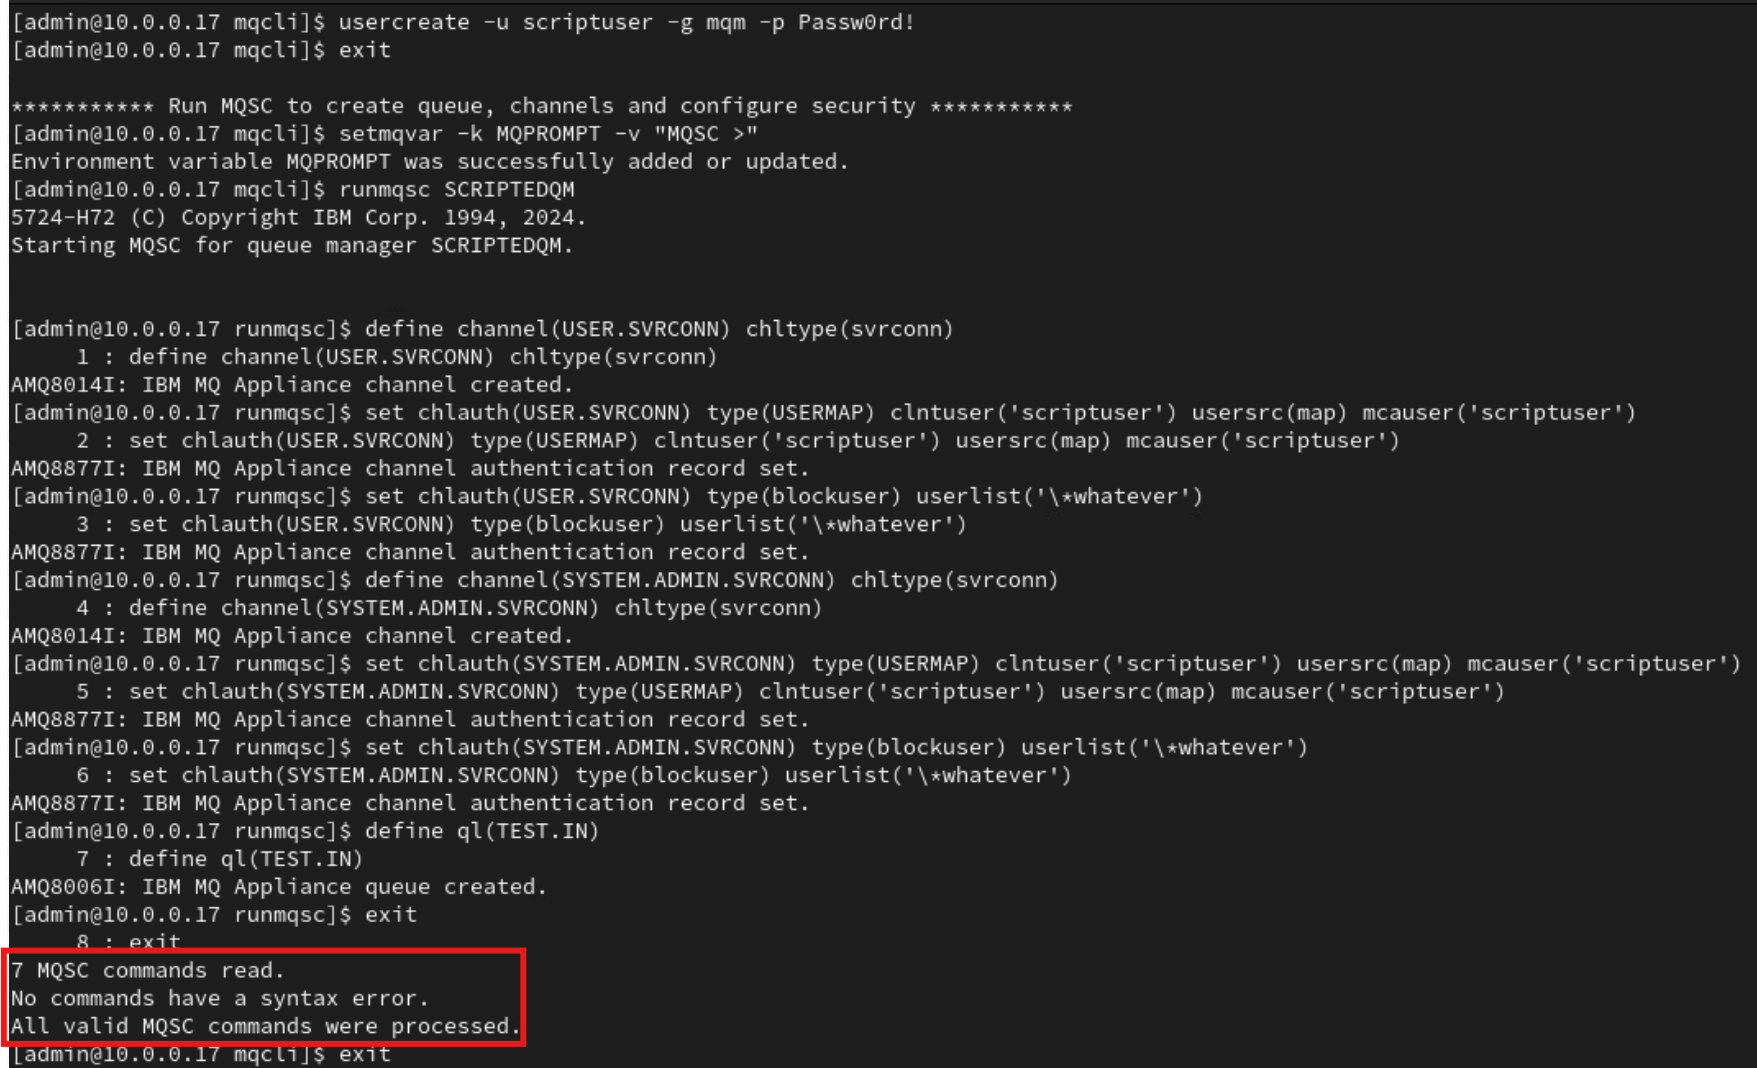 [admin@10.0.0.17 mqcli]$ usercreate -u scriptuser -g mqm -p Passw0rd!
[admin@10.0.0.17 mqcli]$ exit
*********** Run MQSC to create queue, channels and configure security ***********
[admin@10.0.0.17 mqcli]$ setmqvar -k MQPROMPT -v "MQSC >"
Environment variable MQPROMPT was successfully added or updated.
[admin@10.0.0.17 mqcli]$ runmqsc SCRIPTEDQM
5724-H72 (C) Copyright IBM Corp. 1994, 2024.
Starting MQSC for queue manager SCRIPTEDQM.
[admin@10.0.0.17 runmqsc]$ define channel(USER.SVRCONN) chltype(svrconn)
     1 : define channel(USER.SVRCONN) chltype(svrconn)
AMQ8014I: IBM MQ Appliance channel created.
[admin@10.0.0.17 runmqsc]$ set chlauth(USER.SVRCONN) type(USERMAP) clntuser('scriptuser') usersrc(map) mcauser('scriptuser')
     2 : set chlauth(USER.SVRCONN) type(USERMAP) clntuser('scriptuser') usersrc(map) mcauser('scriptuser')
AMQ8877I: IBM MQ Appliance channel authentication record set.
[admin@10.0.0.17 runmqsc]$ set chlauth(USER.SVRCONN) type(blockuser) userlist('\*whatever')
     3 : set chlauth(USER.SVRCONN) type(blockuser) userlist('\*whatever')
AMQ8877I: IBM MQ Appliance channel authentication record set.
[admin@10.0.0.17 runmqsc]$ define channel(SYSTEM.ADMIN.SVRCONN) chltype(svrconn)
     4 : define channel(SYSTEM.ADMIN.SVRCONN) chltype(svrconn)
AMQ8014I: IBM MQ Appliance channel created.
[admin@10.0.0.17 runmqsc]$ set chlauth(SYSTEM.ADMIN.SVRCONN) type(USERMAP) clntuser('scriptuser') usersrc(map) mcauser('scriptuser')
     5 : set chlauth(SYSTEM.ADMIN.SVRCONN) type(USERMAP) clntuser('scriptuser') usersrc(map) mcauser('scriptuser')
AMQ8877I: IBM MQ Appliance channel authentication record set.
[admin@10.0.0.17 runmqsc]$ set chlauth(SYSTEM.ADMIN.SVRCONN) type(blockuser) userlist('\*whatever')
     6 : set chlauth(SYSTEM.ADMIN.SVRCONN) type(blockuser) userlist('\*whatever')
AMQ8877I: IBM MQ Appliance channel authentication record set.
[admin@10.0.0.17 runmqsc]$ define ql(TEST.IN)
     7 : define ql(TEST.IN)
AMQ8006I: IBM MQ Appliance queue created.
[admin@10.0.0.17 runmqsc]$ exit
     8 : exit
7 MQSC commands read.
No commands have a syntax error.
All valid MQSC commands were processed.
[admin@10.0.0.17 mqcli]$ exit